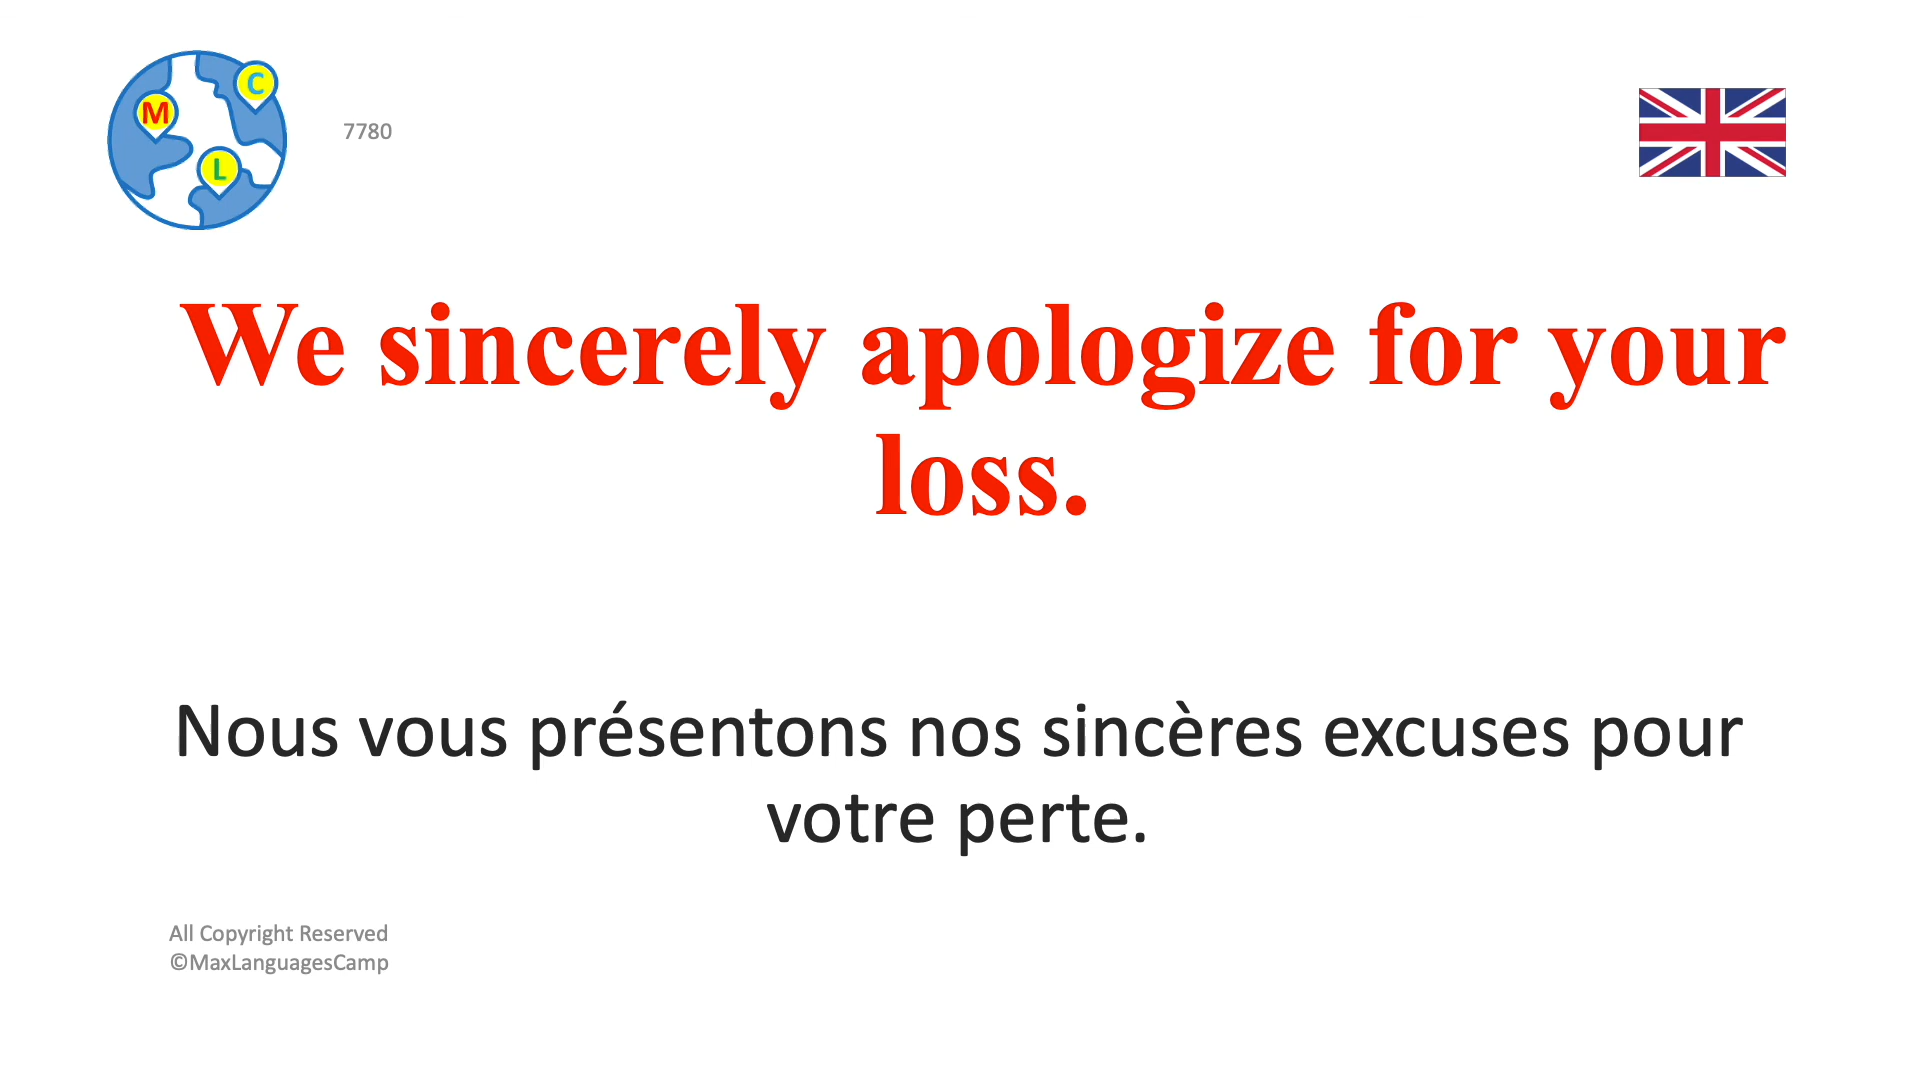 M
C
L
7780
We sincerely apologize for your
loss.
Nous vous présentons nos sincères excuses pour
votre perte.
All Copyright Reserved
©MaxLanguagesCamp